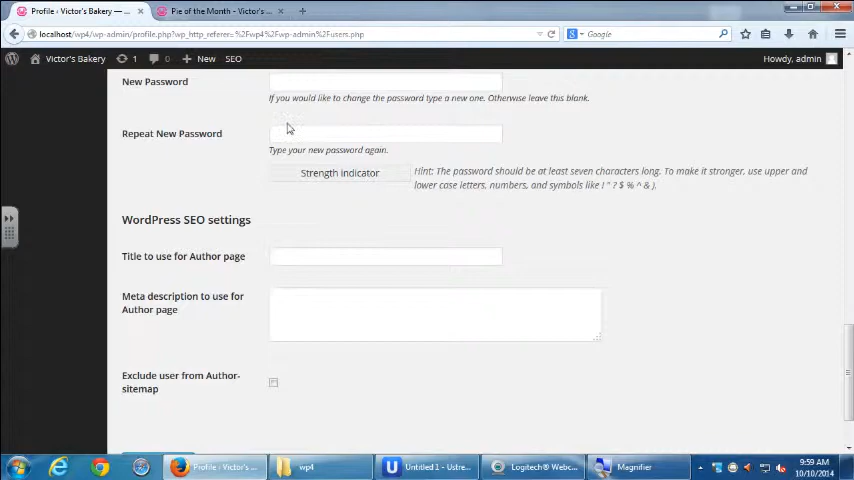 Profile ‹ Victor's Bakery — ...
Pie of the Month - Victor's ...
localhost/wp4/wp-admin/profile.php?wp_http_referer=%2Fwp4%2Fwp-admin%2Fusers.php
Google
Victor's Bakery
1
0
New
SEO
Howdy, admin
New Password
If you would like to change the password type a new one. Otherwise leave this blank.
Repeat New Password
Type your new password again.
Strength indicator
Hint: The password should be at least seven characters long. To make it stronger, use upper and
lower case letters, numbers, and symbols like ! " ? $ % ^ & ).
WordPress SEO settings
Title to use for Author page
Meta description to use for
Author page
Exclude user from Author-
sitemap
Profile ‹ Victor's ...
wp4
Untitled 1 - Ustre...
Logitech® Webc...
Magnifier
9:59 AM
10/10/2014